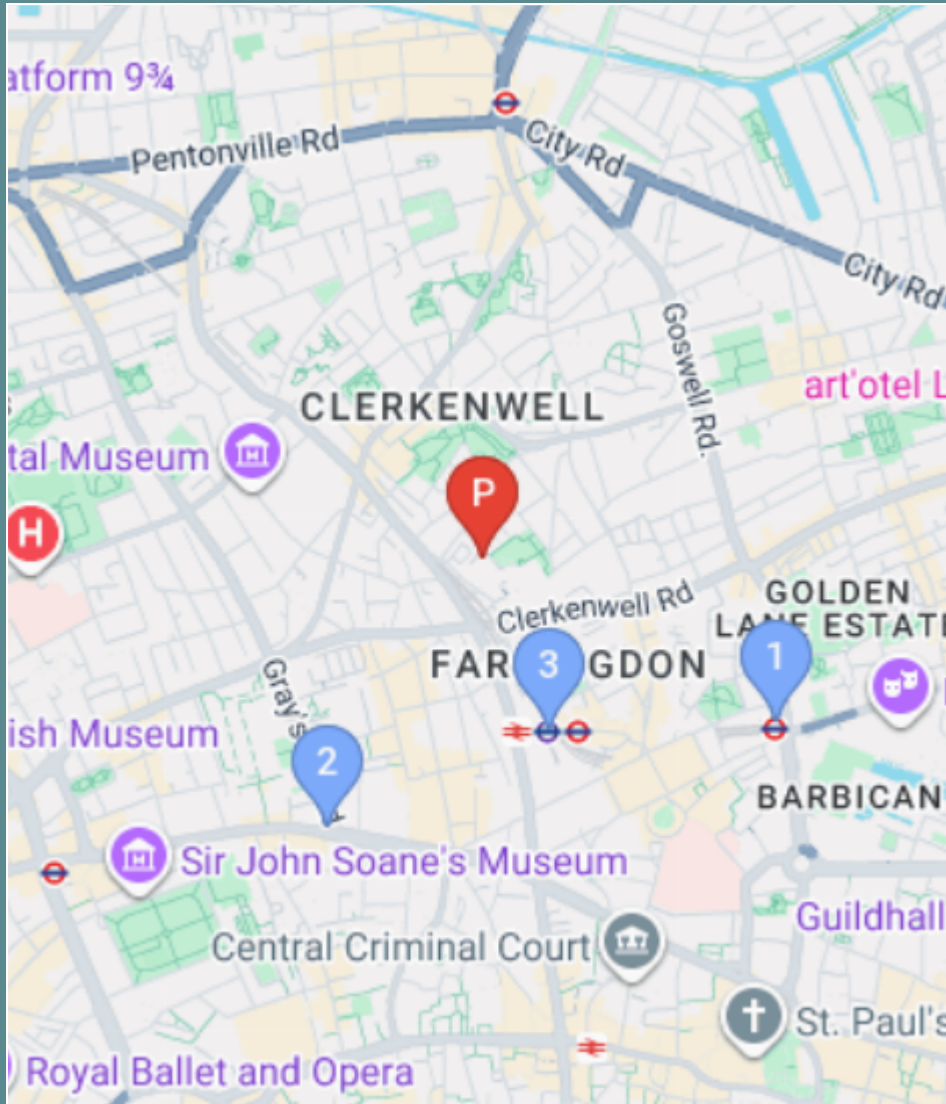 atform 9¾
Pentonville Rd
City Rd
City Rd
Goswell Rd.
art'otel L
CLERKENWELL
tal Museum
P
H
Clerkenwell Rd
GOLDEN
LANE ESTATE
FAR GDON
3
1
Gray's
ish Museum
2
BARBICAN
Sir John Soane's Museum
Guildhall
Central Criminal Court
St. Paul's
Royal Ballet and Opera